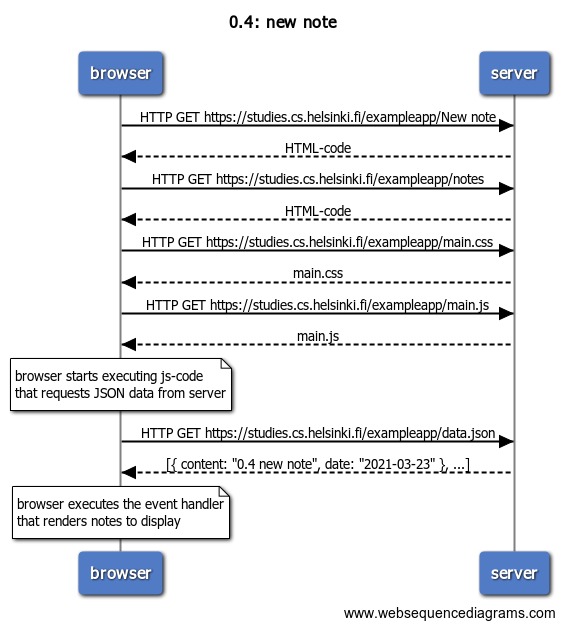 0.4: new note
browser
server
HTTP GET https://studies.cs.helsinki.fi/exampleapp/New note
HTML-code
HTTP GET https://studies.cs.helsinki.fi/exampleapp/notes
HTML-code
HTTP GET https://studies.cs.helsinki.fi/exampleapp/main.css
main.css
HTTP GET https://studies.cs.helsinki.fi/exampleapp/main.js
main.js
browser starts executing js-code
that requests JSON data from server
HTTP GET https://studies.cs.helsinki.fi/exampleapp/data.json
[{ content: "0.4 new note", date: "2021-03-23" }, ...]
browser executes the event handler
that renders notes to display
browser
server
www.websequencediagrams.com